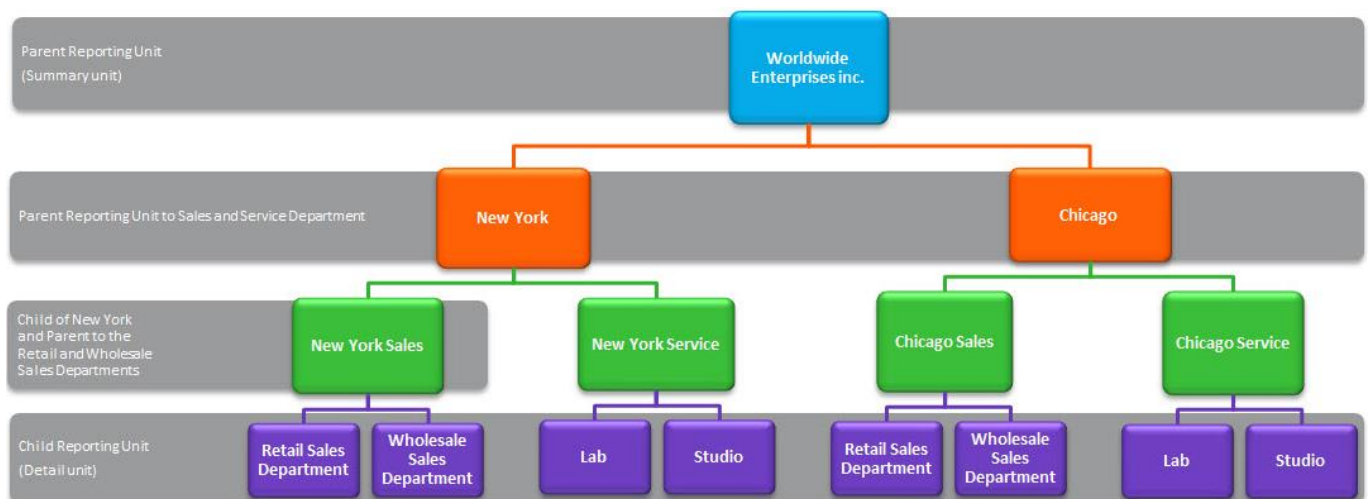 Parent Reporting Unit
(Summary unit)
Worldwide
Enterprises inc.
Parent Reporting Unit to Sales and Service Department
New York
Chicago
Child of New York
and Parent to the
Retail and Wholesale
Sales Departments
New York Sales
New York Service
Chicago Sales
Chicago Service
Child Reporting Unit
(Detail unit)
Retail Sales
Department
Wholesale
Sales
Department
Lab
Studio
Retail Sales
Department
Wholesale
Sales
Department
Lab
Studio